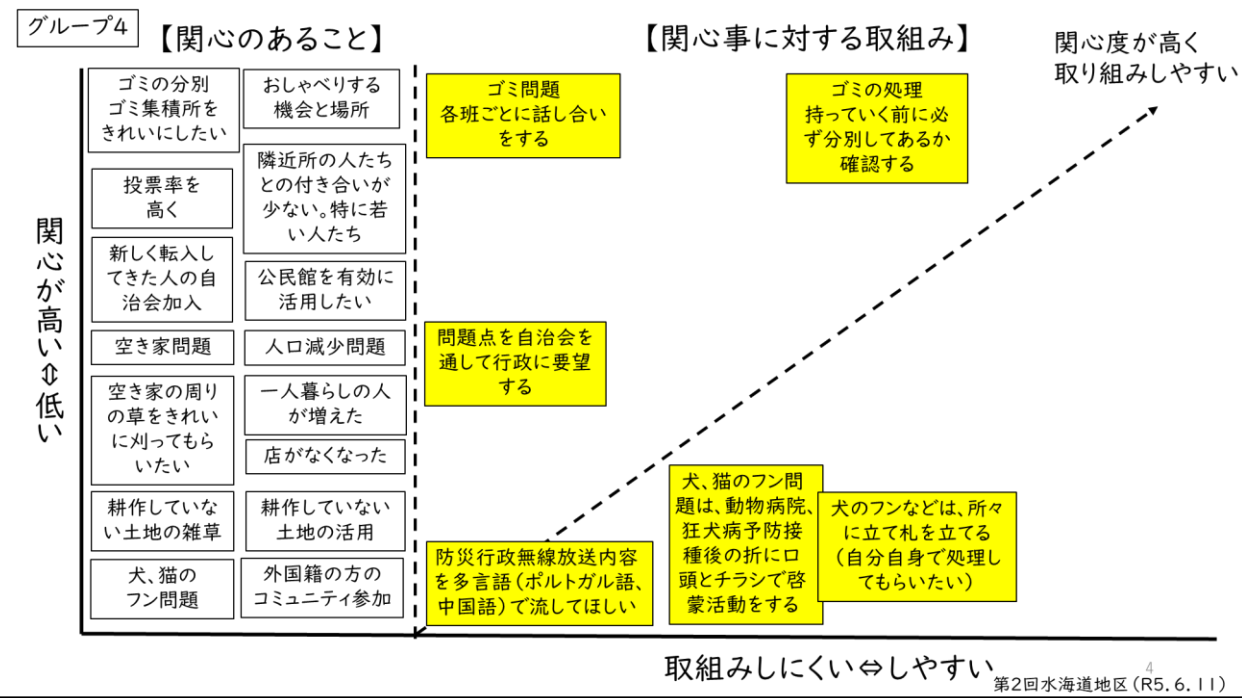 グループ4
【関心のあること】
【関心事に対する取組み】
関心度が高く
取り組みしやすい
関心が高い⇔低い
ゴミの分別
ゴミ集積所を
きれいにしたい
おしゃべりする
機会と場所
投票率を
高く
隣近所の人たち
との付き合いが
少ない。特に若
い人たち
新しく転入し
てきた人の自
治会加入
公民館を有効に
活用したい
空き家問題
人口減少問題
空き家の周り
の草をきれい
に刈ってもら
いたい
一人暮らしの人
が増えた
店がなくなった
耕作していな
い土地の雑草
耕作していない
土地の活用
犬、猫の
フン問題
外国籍の方の
コミュニティ参加
ゴミ問題
各班ごとに話し合い
をする
ゴミの処理
持っていく前に必
ず分別してあるか
確認する
問題点を自治会を
通して行政に要望
する
防災行政無線放送内容
を多言語(ポルトガル語、
中国語)で流してほしい
犬、猫のフン問
題は、動物病院、
狂犬病予防接
種後の折に口
頭とチラシで啓
蒙活動をする
犬のフンなどは、所々
に立て札を立てる
(自分自身で処理し
てもらいたい)
取組みしにくい⇔しやすい
4
第2回水海道地区(R5.6.11)